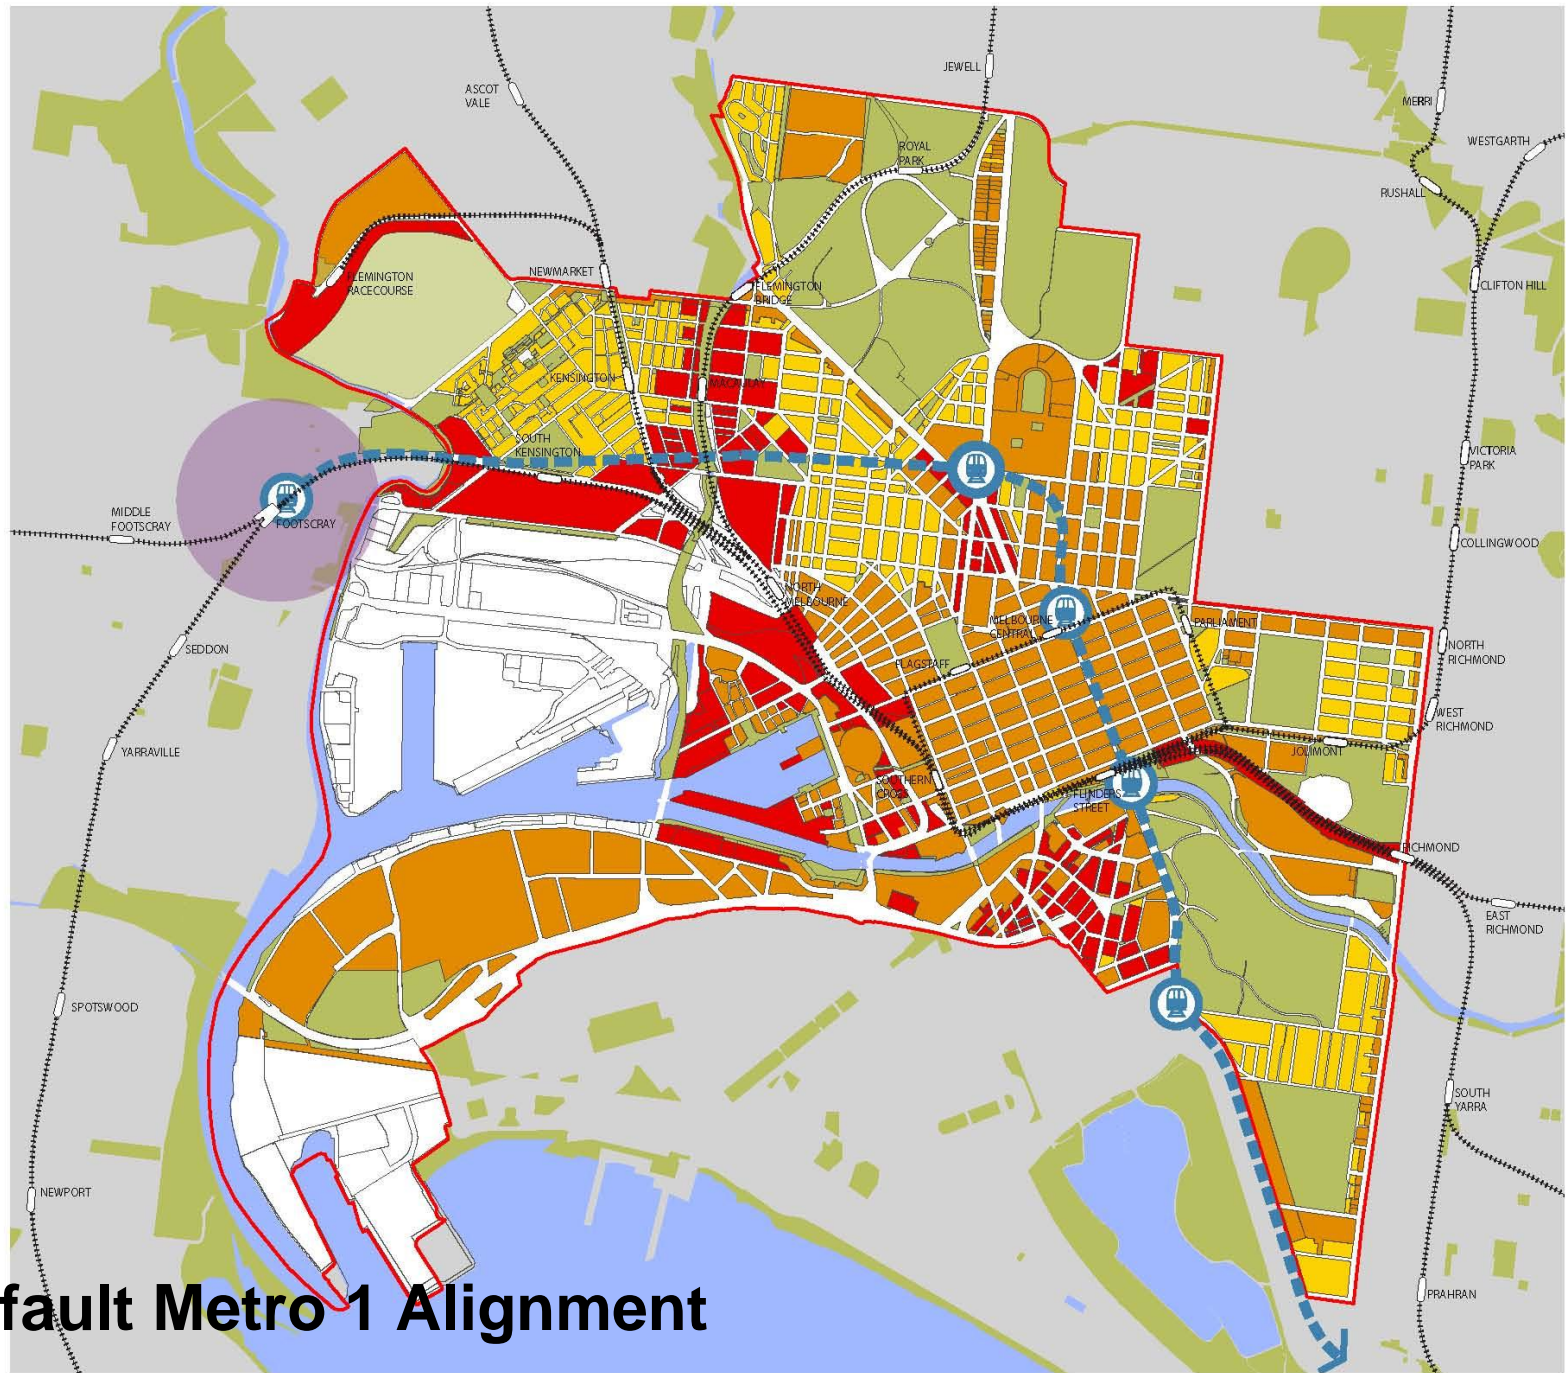 JEWELL
ASCOT
VALE
MERRI
WESTGARTH
ROYAL
PARK
RUSHALL
NEWMARKET
FLEMINGTON
RACECOURSE
FLEMINGTON
BRIDGE
CLIFTON HILL
KENSINGTON
MACAULAY
SOUTH
KENSINGTON
VICTORIA
PARK
MIDDLE
FOOTSCRAY
FOOTSCRAY
COLLINGWOOD
NORTH
MELBOURNE
MELBOURNE
CENTRAL
PARLIAMENT
SEDDON
FLAGSTAFF
NORTH
RICHMOND
WEST
RICHMOND
YARRAVILLE
JOLIMONT
SOUTHERN
CROSS
FLINDERS
STREET
RICHMOND
EAST
RICHMOND
SPOTSWOOD
SOUTH
YARRA
NEWPORT
PRAHRAN
fault Metro 1 Alignment